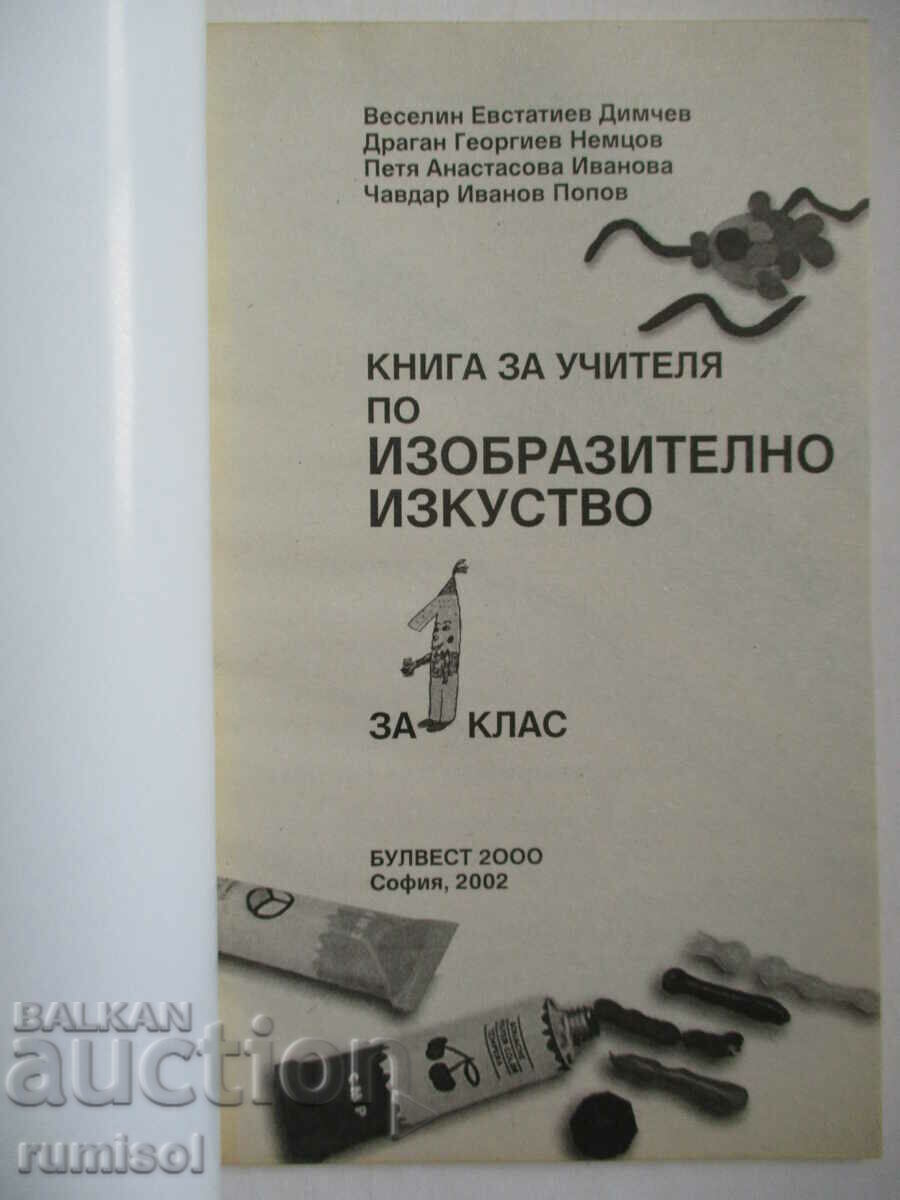 Веселин Евстатиев Димчев
Драган Георгиев Немцов
Петя Анастасова Иванова
Чавдар Иванов Попов
КНИГА ЗА УЧИТЕЛЯ
ПО
ИЗОБРАЗИТЕЛНО
ИЗКУСТВО
ЗА 1 КЛАС
БУЛВЕСТ 2000
София, 2002
BALKAN
auction
rumisol